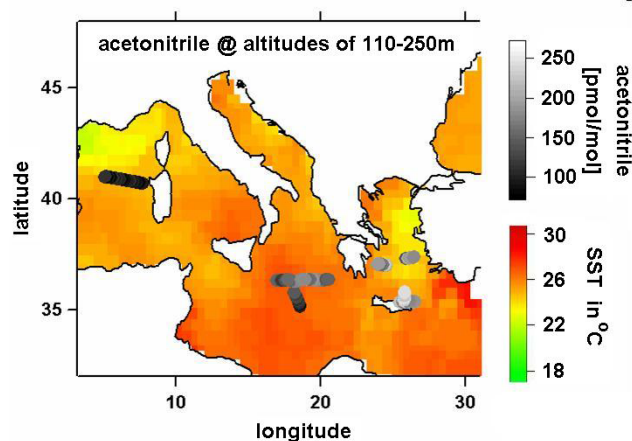 acetonitrile @ altitudes of 110-250m
45
40
35
latitude
10
20
30
longitude
250
200
150
100
acetonitrile
[pmol/mol]
30
26
22
18
SST in °C